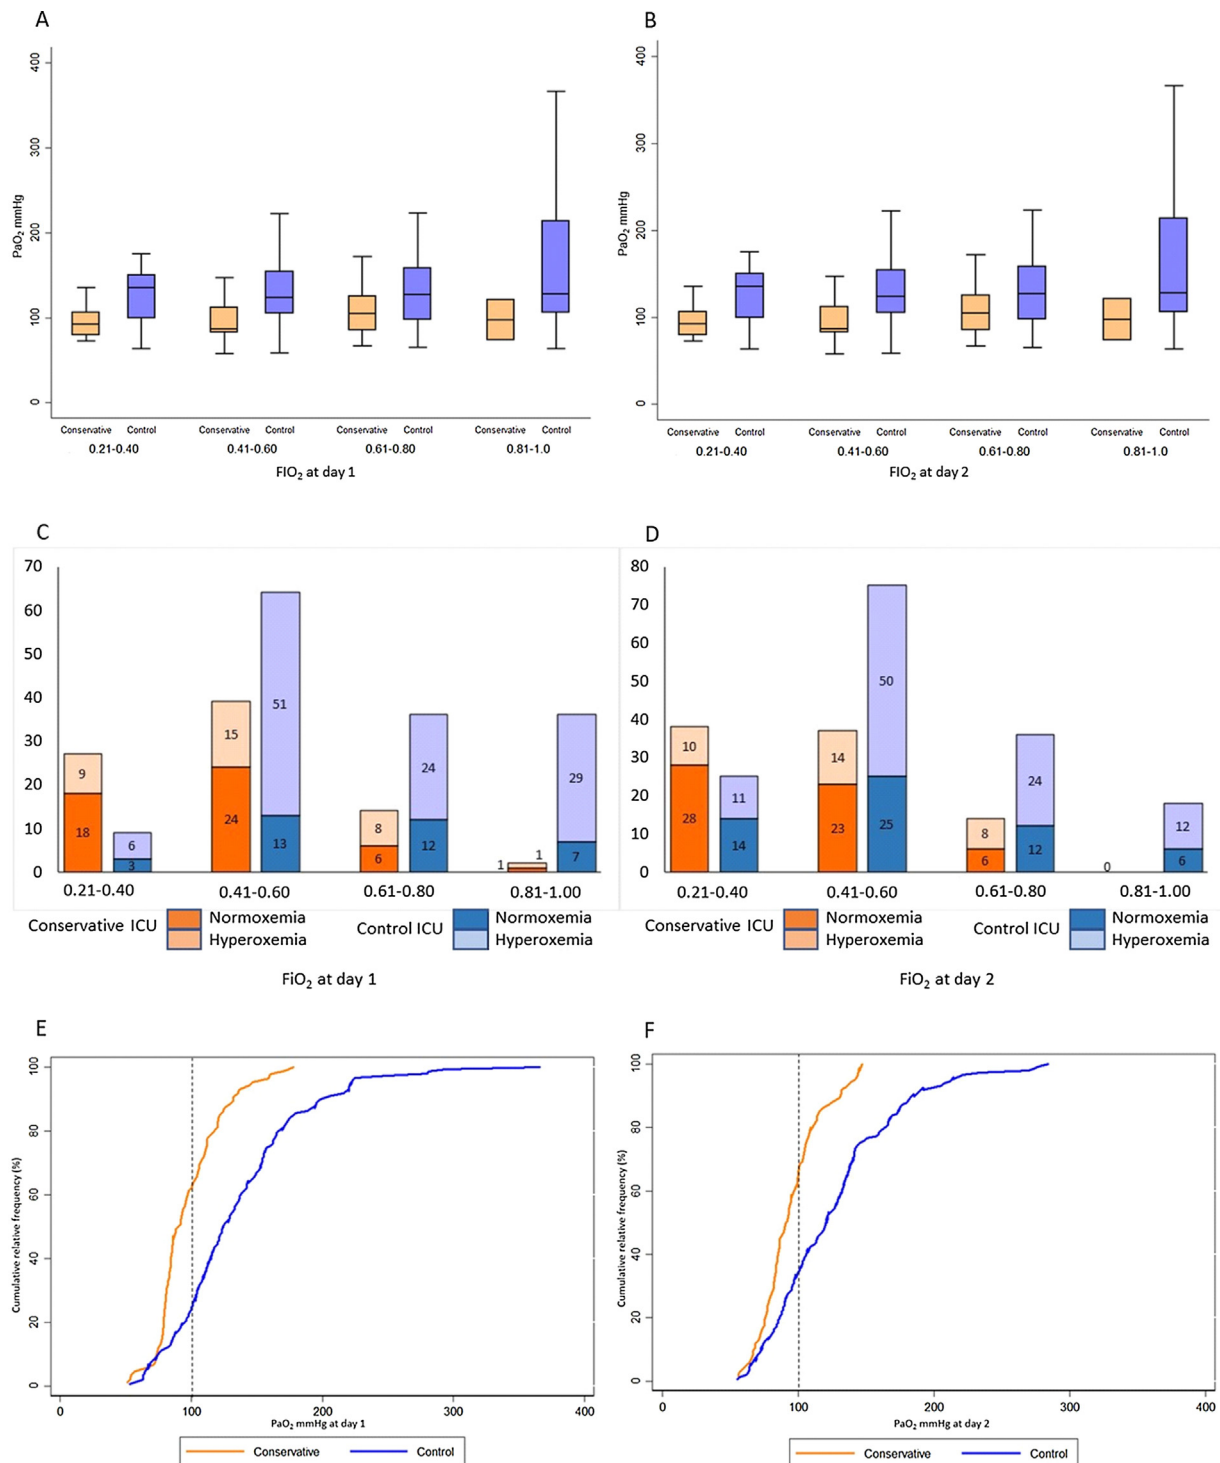 A
B
400
300
200
100
0
PaO2 mmHg
Conservative Control Conservative Control Conservative Control Conservative Control
0.21-0.40 0.41-0.60 0.61-0.80 0.81-1.0
FIO2 at day 1
400
300
200
100
0
PaO2 mmHg
Conservative Control Conservative Control Conservative Control Conservative Control
0.21-0.40 0.41-0.60 0.61-0.80 0.81-1.0
FIO2 at day 2
C
70
60
50
40
30
20
10
0
9
18
6
3
15
24
51
13
8
6
24
12
1
1
29
7
0.21-0.40 0.41-0.60 0.61-0.80 0.81-1.00
Conservative ICU
Normoxemia
Hyperoxemia
Control ICU
Normoxemia
Hyperoxemia
FiO2 at day 1
D
80
70
60
50
40
30
20
10
0
10
28
11
14
14
23
50
25
8
6
24
12
0
12
6
0.21-0.40 0.41-0.60 0.61-0.80 0.81-1.00
Conservative ICU
Normoxemia
Hyperoxemia
Control ICU
Normoxemia
Hyperoxemia
FiO2 at day 2
E
100
80
60
40
20
0
Cumulative relative frequency (%)
0 100 200 300 400
PaO2 mmHg at day 1
Conservative Control
F
100
80
60
40
20
0
Cumulative relative frequency (%)
0 100 200 300 400
PaO2 mmHg at day 2
Conservative Control